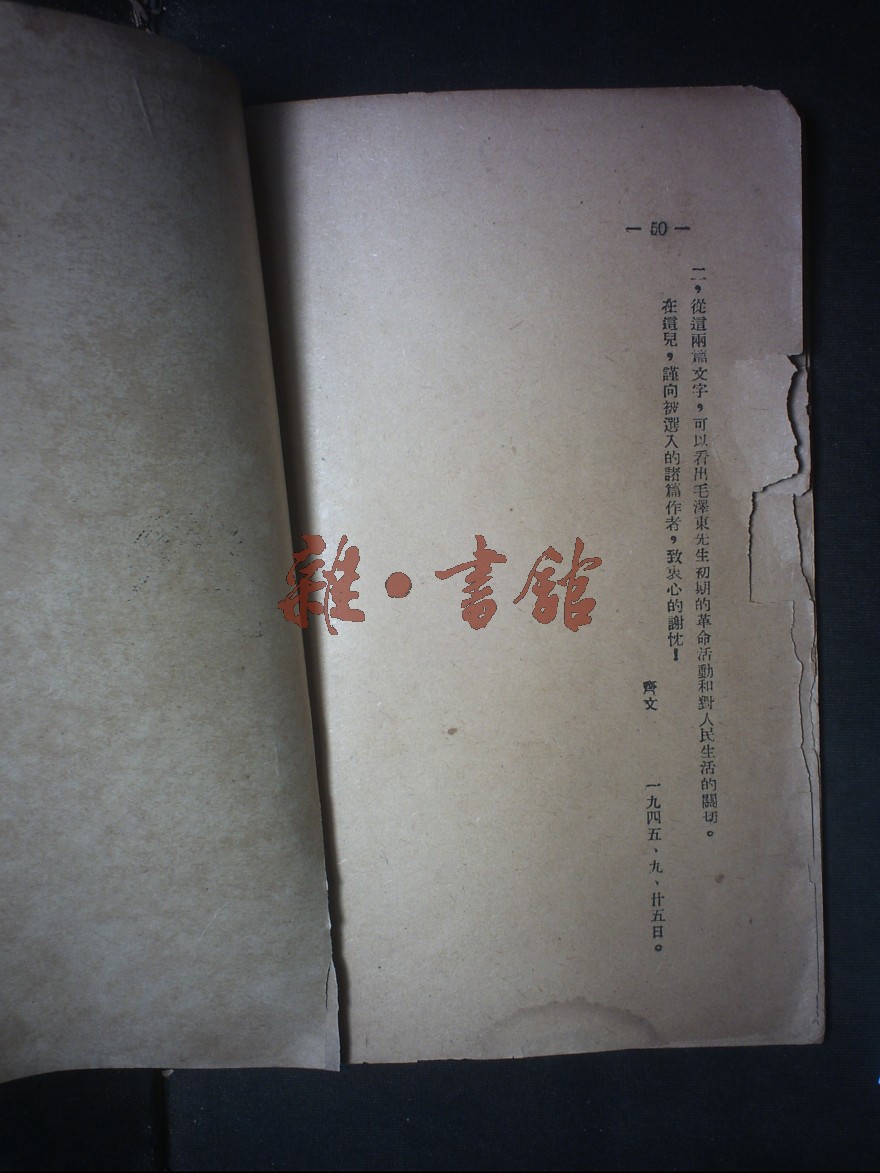 — 50 —
二，從這兩篇文字，可以看出毛澤東先生初期的革命活動和對人民生活的關切。
在這兒，謹向被選入的諸篇作者，致衷心的謝忱！
齊文　一九四五、九、廿五日。
雜·書館